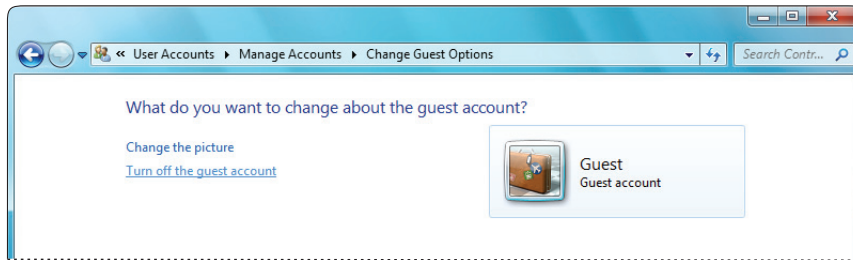 « User Accounts ▸ Manage Accounts ▸ Change Guest Options
Search Contr...
What do you want to change about the guest account?
Change the picture
Turn off the guest account
Guest
Guest account